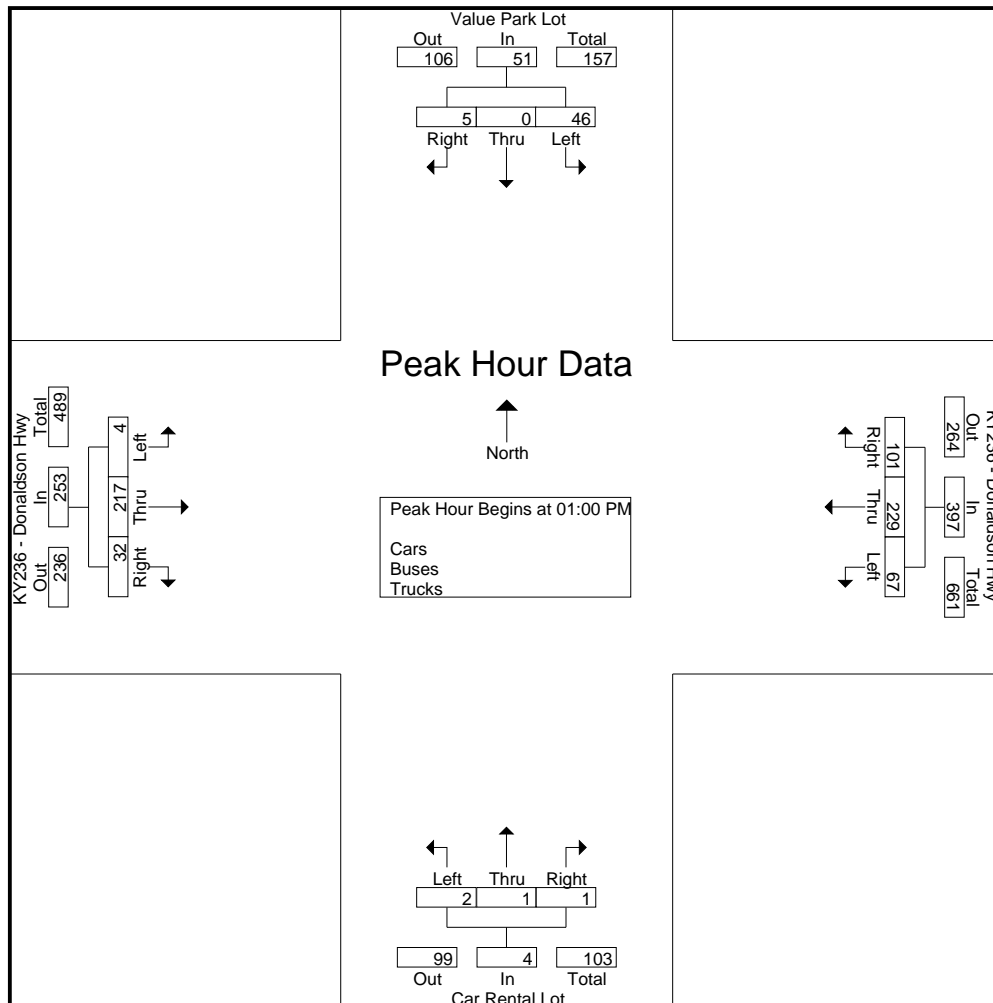 Value Park Lot
Out In Total
106 51 157
5 0 46
Right Thru Left
Peak Hour Data
North
Peak Hour Begins at 01:00 PM
Cars
Buses
Trucks
KY236 - Donaldson Hwy
Out In Total
236 253 489
Left Thru Right
4 217 32
KY236 - Donaldson Hwy
Out In Total
264 397 661
Right Thru Left
101 229 67
Left Thru Right
2 1 1
99 4 103
Out In Total
Car Rental Lot